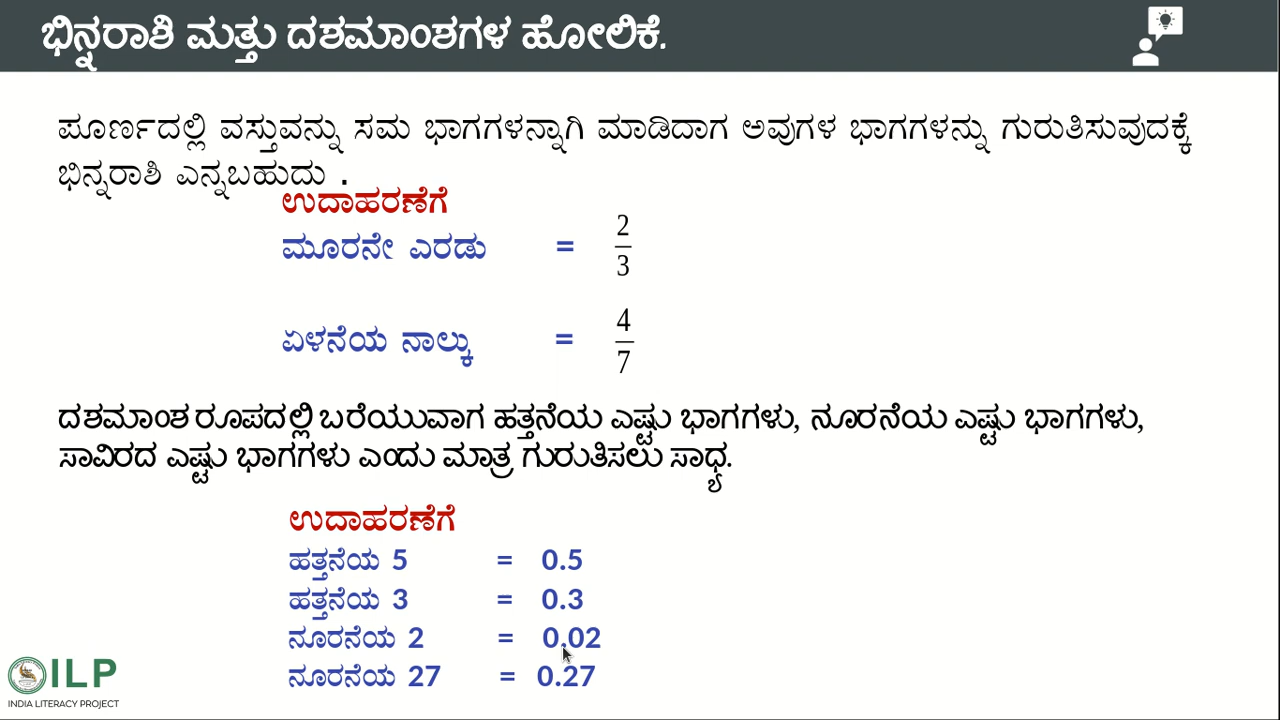 ಭಿನ್ನರಾಶಿ ಮತ್ತು ದಶಮಾಂಶಗಳ ಹೋಲಿಕೆ.
ಪೂರ್ಣದಲ್ಲಿ ವಸ್ತುವನ್ನು ಸಮ ಭಾಗಗಳನ್ನಾಗಿ ಮಾಡಿದಾಗ ಅವುಗಳ ಭಾಗಗಳನ್ನು ಗುರುತಿಸುವುದಕ್ಕೆ
ಭಿನ್ನರಾಶಿ ಎನ್ನಬಹುದು .
ಉದಾಹರಣೆಗೆ
ಮೂರನೇ ಎರಡು = 2/3
ಏಳನೆಯ ನಾಲ್ಕು = 4/7
ದಶಮಾಂಶ ರೂಪದಲ್ಲಿ ಬರೆಯುವಾಗ ಹತ್ತನೆಯ ಎಷ್ಟು ಭಾಗಗಳು, ನೂರನೆಯ ಎಷ್ಟು ಭಾಗಗಳು,
ಸಾವಿರದ ಎಷ್ಟು ಭಾಗಗಳು ಎಂದು ಮಾತ್ರ ಗುರುತಿಸಲು ಸಾಧ್ಯ.
ಉದಾಹರಣೆಗೆ
ಹತ್ತನೆಯ 5 = 0.5
ಹತ್ತನೆಯ 3 = 0.3
ನೂರನೆಯ 2 = 0.02
ನೂರನೆಯ 27 = 0.27
ILP
INDIA LITERACY PROJECT